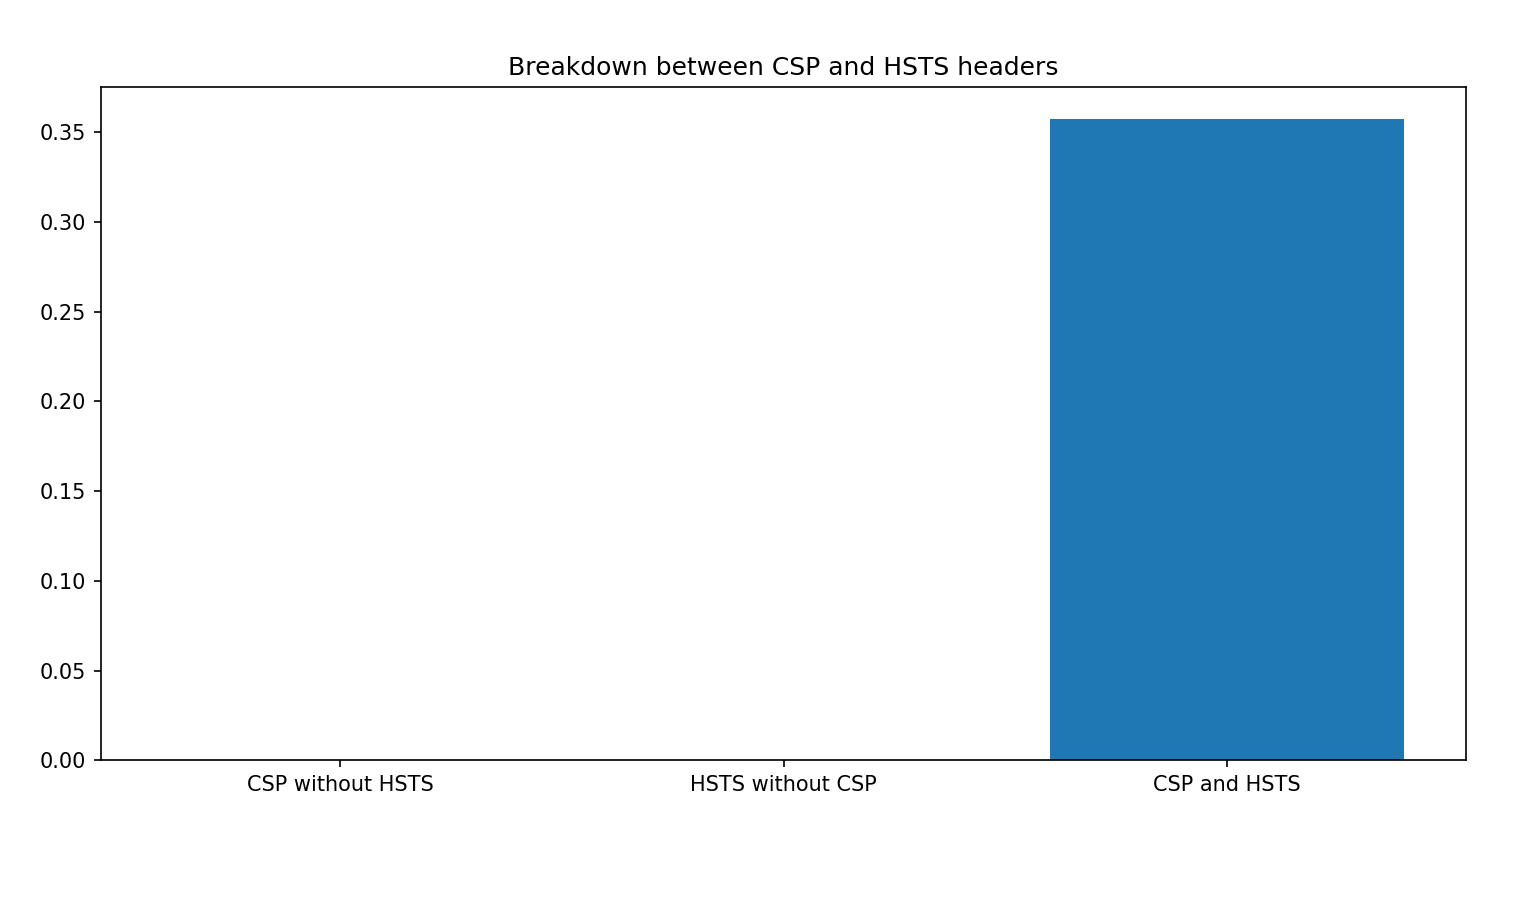 Breakdown between CSP and HSTS headers
0.35
0.30
0.25
0.20
0.15
0.10
0.05
0.00
CSP without HSTS
HSTS without CSP
CSP and HSTS